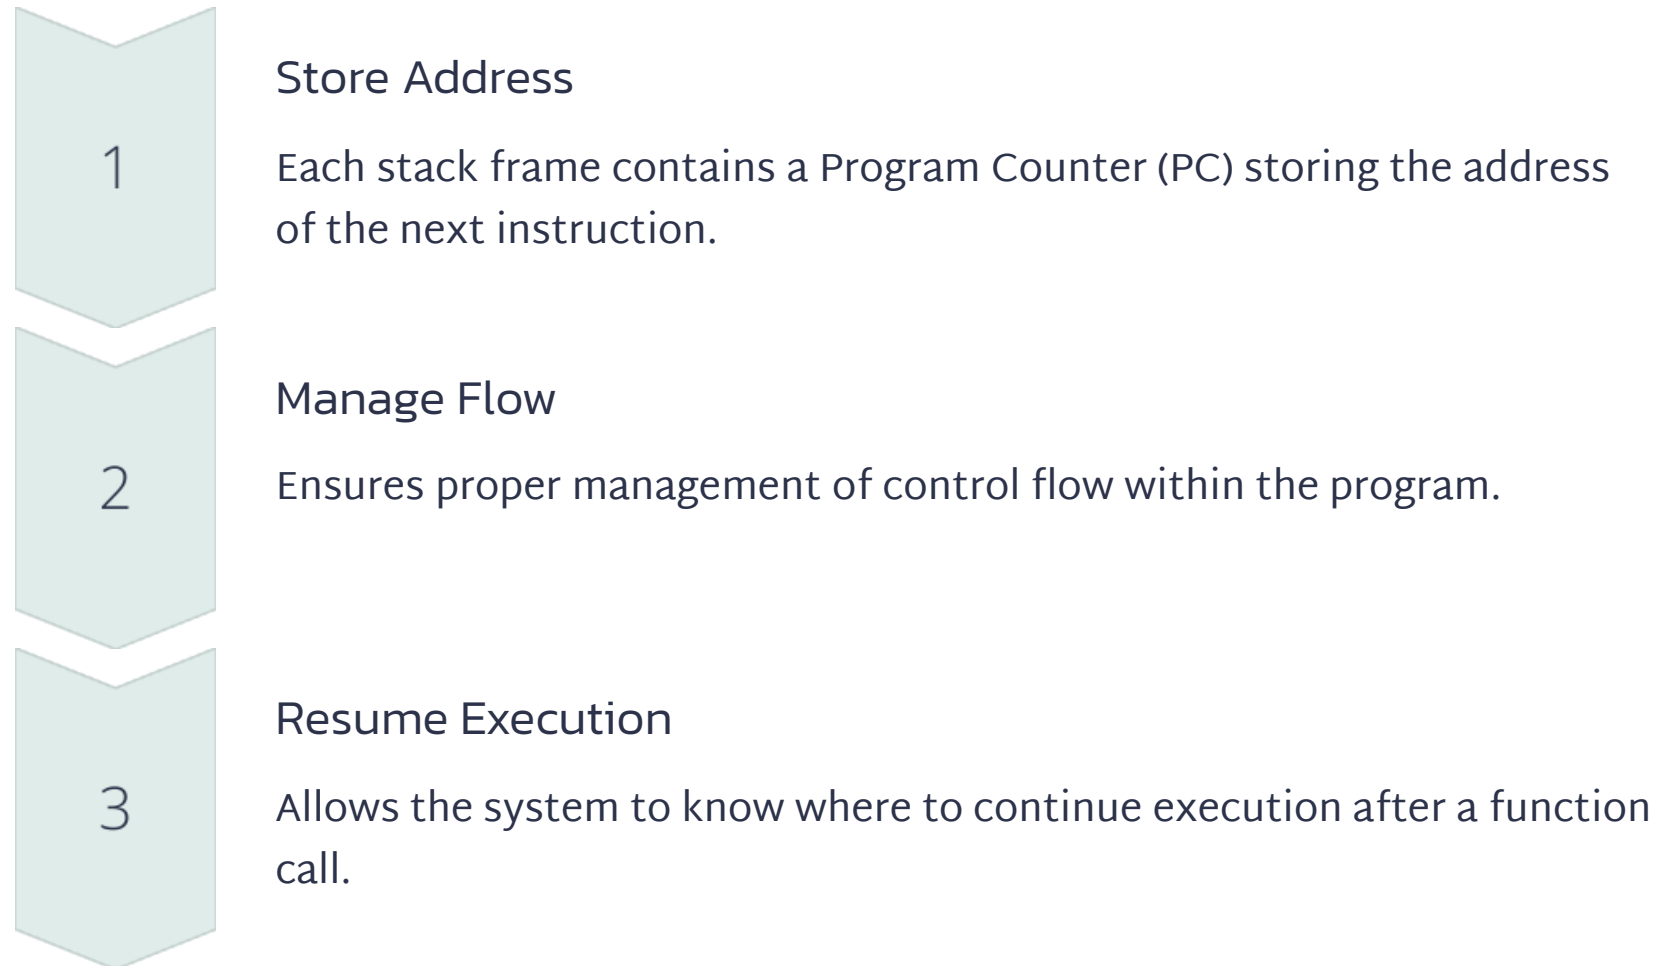 1
Store Address
Each stack frame contains a Program Counter (PC) storing the address
of the next instruction.
2
Manage Flow
Ensures proper management of control flow within the program.
3
Resume Execution
Allows the system to know where to continue execution after a function
call.